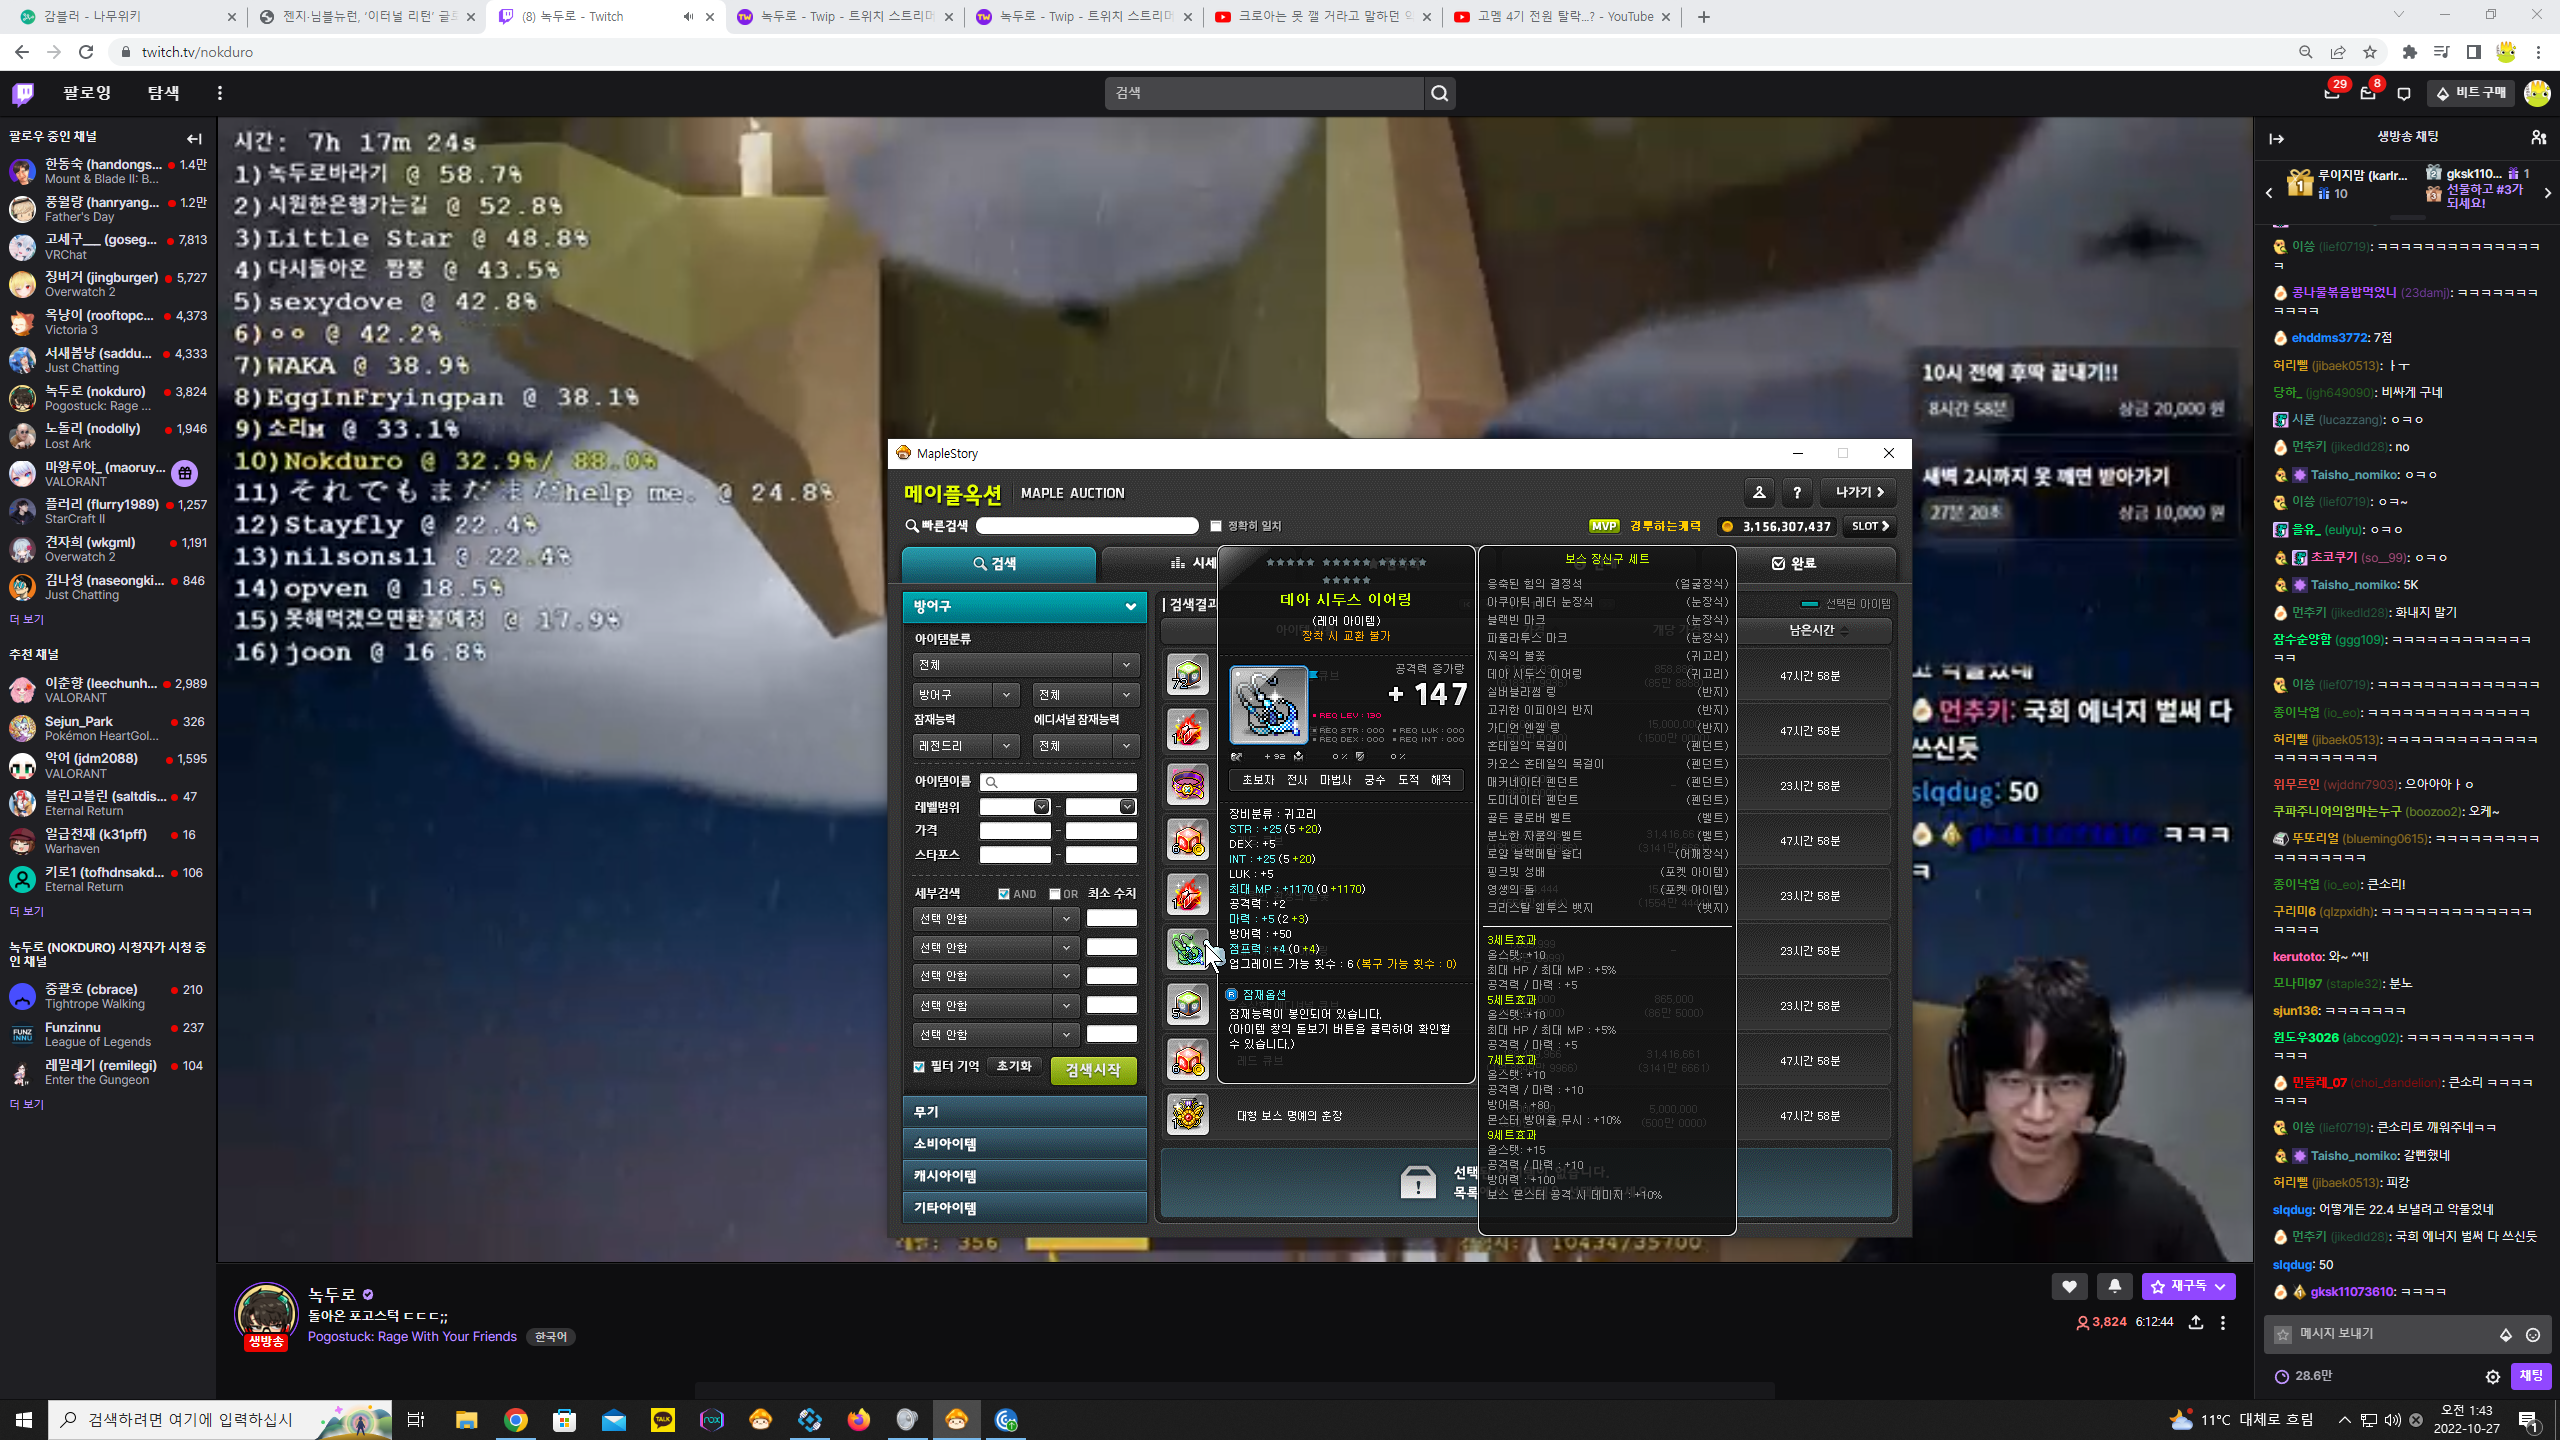 감블러 - 나무위키
젠지·님블뉴런, '이터널 리턴' 글로
(8) 녹두로 - Twitch
녹두로 - Twip - 트위치 스트리머
녹두로 - Twip - 트위치 스트리머
크로아는 못 깰 거라고 말하던
고멤 4기 전원 탈락...? - YouTube
twitch.tv/nokduro
팔로잉
탐색
검색
29
8
비트 구매
팔로우 중인 채널
한동숙 (handongs...
1.4만
Mount & Blade II: B...
풍월량 (hanryang...
1.2만
Father's Day
고세구___ (goseg...
7,813
VRChat
징버거 (jingburger)
5,727
Overwatch 2
옥냥이 (rooftopc...
4,373
Victoria 3
서새봄냥 (saddu...
4,333
Just Chatting
녹두로 (nokduro)
3,824
Pogostuck: Rage ...
노돌리 (nodolly)
1,946
Lost Ark
마왕루야_ (maoruy...
VALORANT
플러리 (flurry1989)
1,257
StarCraft II
견자희 (wkgml)
1,191
Overwatch 2
김나성 (naseongki...
846
Just Chatting
더 보기
추천 채널
이춘향 (leechunh...
2,989
VALORANT
Sejun_Park
326
Pokémon HeartGol...
악어 (jdm2088)
1,595
VALORANT
블린고블린 (saltdis...
47
Eternal Return
일급천재 (k31pff)
16
Warhaven
키로1 (tofhdnsakd...
106
Eternal Return
더 보기
녹두로 (NOKDURO) 시청자가 시청 중
인 채널
중괄호 (cbrace)
210
Tightrope Walking
Funzinnu
237
League of Legends
레밀레기 (remilegi)
104
Enter the Gungeon
더 보기
시간: 7h 17m 24s
1)녹두로바라기 @ 58.7%
2)시원한은행가는길 @ 52.8%
3)Little Star @ 48.8%
4)다시돌아온 짬뽕 @ 43.5%
5)sexydove @ 42.8%
6)ㅇㅇ @ 42.2%
7)WAKA @ 38.9%
8)EggInFryingpan @ 38.1%
9)소리M @ 33.1%
10)Nokduro @ 32.9%/ 88.0%
11)それでもまだまだhelp me. @ 24.8%
12)Stayfly @ 22.4%
13)nilsons11 @ 22.4%
14)opven @ 18.5%
15)못해먹겠으면환불예정 @ 17.9%
16)joon @ 16.8%
10시 전에 후딱 끝내기!!
8시간 58분
상금 20,000 원
새벽 2시까지 못 깨면 받아가기
27분 20초
상금 10,000 원
먼추키: 국희 에너지 벌써 다
쓰신듯
slqdug: 50
ㅋㅋㅋ
ㅋ
MapleStory
메이플옥션
MAPLE AUCTION
나가기
빠른검색
정확히 일치
MVP
경루하는캐릭
3,156,307,437
SLOT
검색
시세
완료
방어구
아이템분류
전체
방어구
전체
잠재능력
에디셔널 잠재능력
레전드리
전체
아이템이름
레벨범위
가격
스타포스
세부검색
AND
OR
최소 수치
선택 안함
선택 안함
선택 안함
선택 안함
선택 안함
필터 기억
초기화
검색시작
무기
소비아이템
캐시아이템
기타아이템
검색결과
선택된 아이템
남은시간
47시간 58분
47시간 58분
23시간 58분
47시간 58분
23시간 58분
23시간 58분
23시간 58분
47시간 58분
47시간 58분
대형 보스 명예의 훈장
데아 시두스 이어링
(레어 아이템)
장착 시 교환 불가
공격력 증가량
+ 147
REQ LEV : 130
REQ STR : 000
REQ LUK : 000
REQ DEX : 000
REQ INT : 000
+ 92
0%
0%
초보자 전사 마법사 궁수 도적 해적
장비분류 : 귀고리
STR : +25 (5 +20)
DEX : +5
INT : +25 (5 +20)
LUK : +5
최대 MP : +1170 (0 +1170)
공격력 : +2
마력 : +5 (2 +3)
방어력 : +50
점프력 : +4 (0 +4)
업그레이드 가능 횟수 : 6 (복구 가능 횟수 : 0)
잠재옵션
잠재능력이 봉인되어 있습니다.
(아이템 창의 돋보기 버튼을 클릭하여 확인할
수 있습니다.)
보스 장신구 세트
응축된 힘의 결정석 (얼굴장식)
아쿠아틱 레터 눈장식 (눈장식)
블랙빈 마크 (눈장식)
파풀라투스 마크 (눈장식)
지옥의 불꽃 (귀고리)
데아 시두스 이어링 (귀고리)
실버블라썸 링 (반지)
고귀한 이피아의 반지 (반지)
가디언 엔젤 링 (반지)
혼테일의 목걸이 (펜던트)
카오스 혼테일의 목걸이 (펜던트)
매커네이터 펜던트 (펜던트)
도미네이터 펜던트 (펜던트)
골든 클로버 벨트 (벨트)
분노한 자쿰의 벨트 (벨트)
로얄 블랙메탈 숄더 (어깨장식)
핑크빛 성배 (포켓 아이템)
영생의 돌 (포켓 아이템)
크리스탈 웬투스 뱃지 (뱃지)
3세트효과
올스탯: +10
최대 HP / 최대 MP : +5%
공격력 / 마력 : +5
5세트효과
올스탯: +10
최대 HP / 최대 MP : +5%
공격력 / 마력 : +5
7세트효과
올스탯: +10
공격력 / 마력 : +10
방어력 : +80
몬스터 방어율 무시 : +10%
9세트효과
올스탯: +15
공격력 / 마력 : +10
방어력 : +100
보스 몬스터 공격 시 데미지 : +10%
356
10434/35700
녹두로
돌아온 포고스턱 ㄷㄷㄷ;;
Pogostuck: Rage With Your Friends
한국어
생방송
재구독
3,824
6:12:44
생방송 채팅
루이지맘 (karlr...
10
gksk110...
1
선물하고 #3가
되세요!
이씅 (lief0719): ㅋㅋㅋㅋㅋㅋㅋㅋㅋㅋㅋㅋㅋㅋ
ㅋ
콩나물볶음밥먹었니 (23damj): ㅋㅋㅋㅋㅋㅋㅋ
ㅋㅋㅋㅋ
ehddms3772: 7점
허리뻘 (jibaek0513): ㅏㅜ
당하_ (jgh649090): 비싸게 구네
시론 (lucazzang): ㅇㅋㅇ
먼추키 (jikedld28): no
Taisho_nomiko: ㅇㅋㅇ
이씅 (lief0719): ㅇㅋ~
을유_ (eulyu): ㅇㅋㅇ
초코쿠기 (so__99): ㅇㅋㅇ
Taisho_nomiko: 5K
먼추키 (jikedld28): 화내지 말기
잠수순양함 (ggg109): ㅋㅋㅋㅋㅋㅋㅋㅋㅋㅋㅋㅋ
ㅋㅋ
이씅 (lief0719): ㅋㅋㅋㅋㅋㅋㅋㅋㅋㅋㅋㅋㅋㅋ
종이낙엽 (io_eo): ㅋㅋㅋㅋㅋㅋㅋㅋㅋㅋㅋㅋㅋㅋ
허리뻘 (jibaek0513): ㅋㅋㅋㅋㅋㅋㅋㅋㅋㅋㅋㅋㅋ
ㅋㅋㅋㅋㅋ
위무르인 (wjddnr7903): 으아아아ㅏㅇ
쿠파주니어의엄마는누구 (boozoo2): 오케~
뚜또리얼 (blueming0615): ㅋㅋㅋㅋㅋㅋㅋㅋㅋ
ㅋㅋㅋㅋㅋㅋㅋㅋ
종이낙엽 (io_eo): 큰소리!
구리미6 (qlzpxidh): ㅋㅋㅋㅋㅋㅋㅋㅋㅋㅋㅋㅋㅋ
ㅋㅋㅋㅋ
kerutoto: 와~ ^^!!
모나미97 (staple32): 분노
sjun136: ㅋㅋㅋㅋㅋㅋㅋ
윈도우3026 (abcog02): ㅋㅋㅋㅋㅋㅋㅋㅋㅋㅋㅋ
ㅋㅋㅋ
민들레_07 (choi_dandelion): 큰소리 ㅋㅋㅋㅋ
ㅋㅋㅋ
이씅 (lief0719): 큰소리로 깨워주네ㅋㅋ
Taisho_nomiko: 갈뻔했네
허리뻘 (jibaek0513): 피캉
slqdug: 어떻게든 22.4 보낼려고 악물었네
먼추키 (jikedld28): 국희 에너지 벌써 다 쓰신듯
slqdug: 50
gksk11073610: ㅋㅋㅋㅋ
메시지 보내기
28.6만
채팅
검색하려면 여기에 입력하십시
11°C 대체로 흐림
오전 1:43
2022-10-27